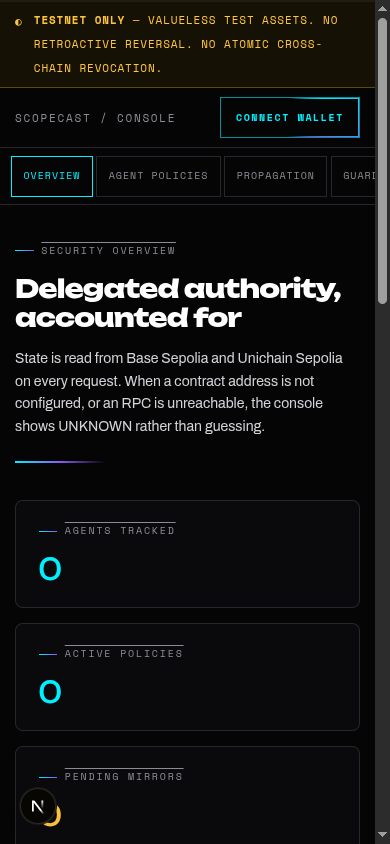 ◐ TESTNET ONLY — VALUELESS TEST ASSETS. NO
RETROACTIVE REVERSAL. NO ATOMIC CROSS-
CHAIN REVOCATION.
SCOPECAST / CONSOLE
CONNECT WALLET
OVERVIEW AGENT POLICIES PROPAGATION GUARD
SECURITY OVERVIEW
Delegated authority,
accounted for
State is read from Base Sepolia and Unichain Sepolia
on every request. When a contract address is not
configured, or an RPC is unreachable, the console
shows UNKNOWN rather than guessing.
AGENTS TRACKED
0
ACTIVE POLICIES
0
PENDING MIRRORS
N